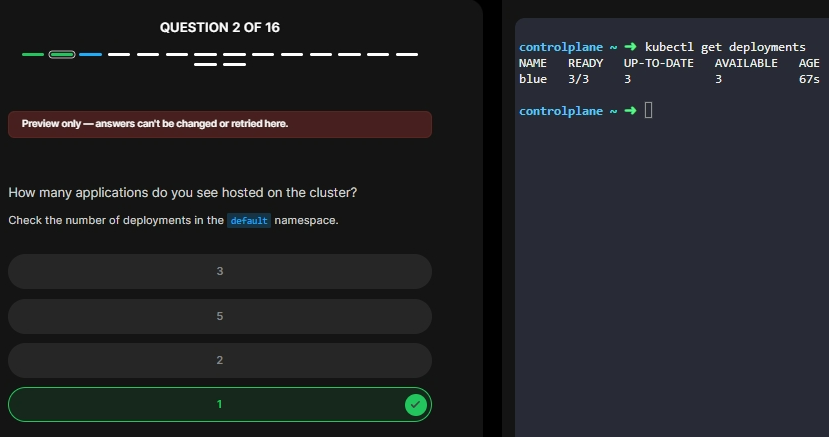 QUESTION 2 OF 16
Preview only — answers can't be changed or retried here.
How many applications do you see hosted on the cluster?
Check the number of deployments in the default namespace.
3
5
2
1
controlplane ~ ➜ kubectl get deployments
NAME   READY   UP-TO-DATE   AVAILABLE   AGE
blue   3/3     3            3           67s
controlplane ~ ➜